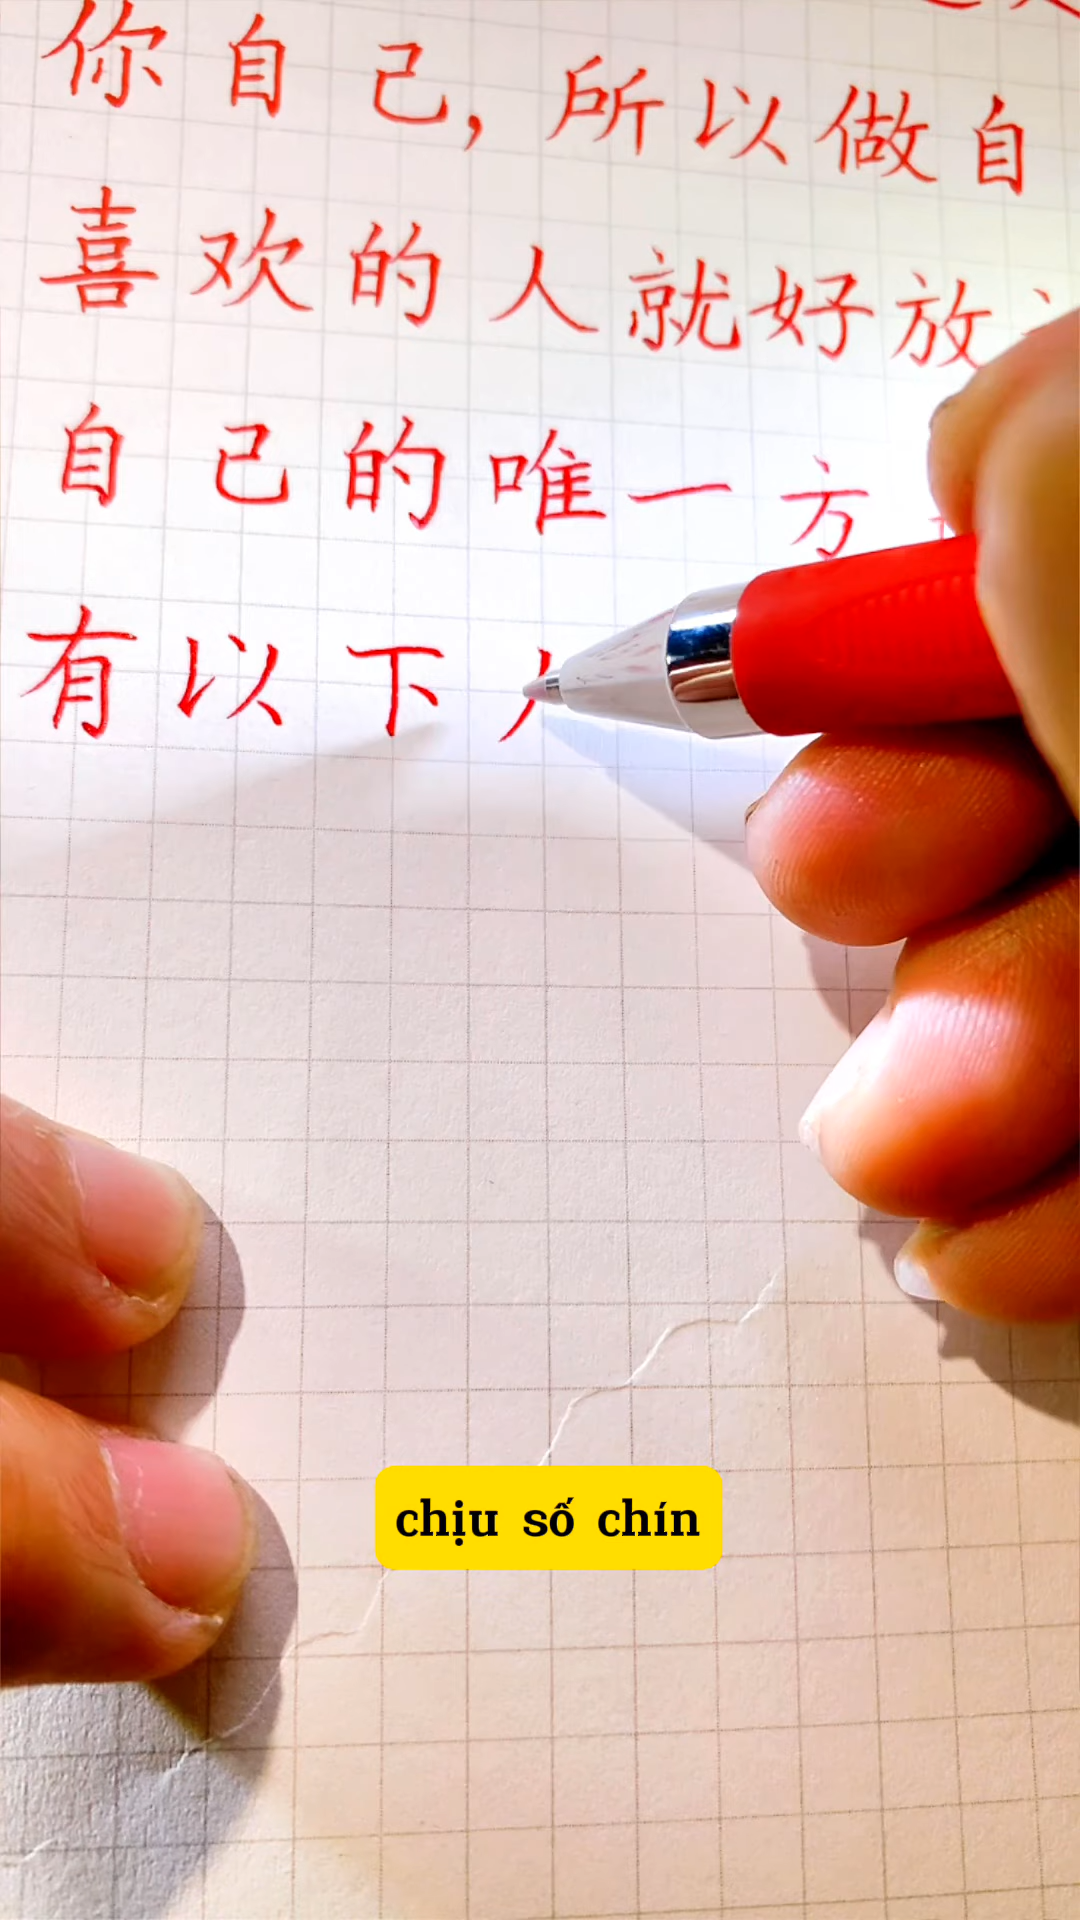 你自己，所以做自
喜欢的人就好放
自己的唯一方
有以下
chịu số chín